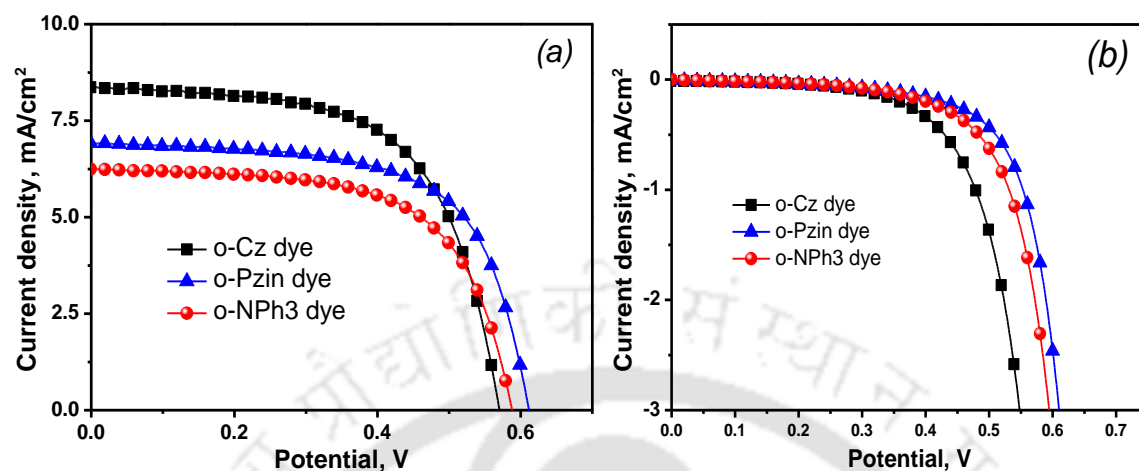 (a)
Current density, mA/cm²
10.0
7.5
5.0
2.5
0.0
o-Cz dye
o-Pzin dye
o-NPh3 dye
0.0 0.2 0.4 0.6
Potential, V
(b)
Current density, mA/cm²
0
-1
-2
-3
o-Cz dye
o-Pzin dye
o-NPh3 dye
0.0 0.1 0.2 0.3 0.4 0.5 0.6 0.7
Potential, V